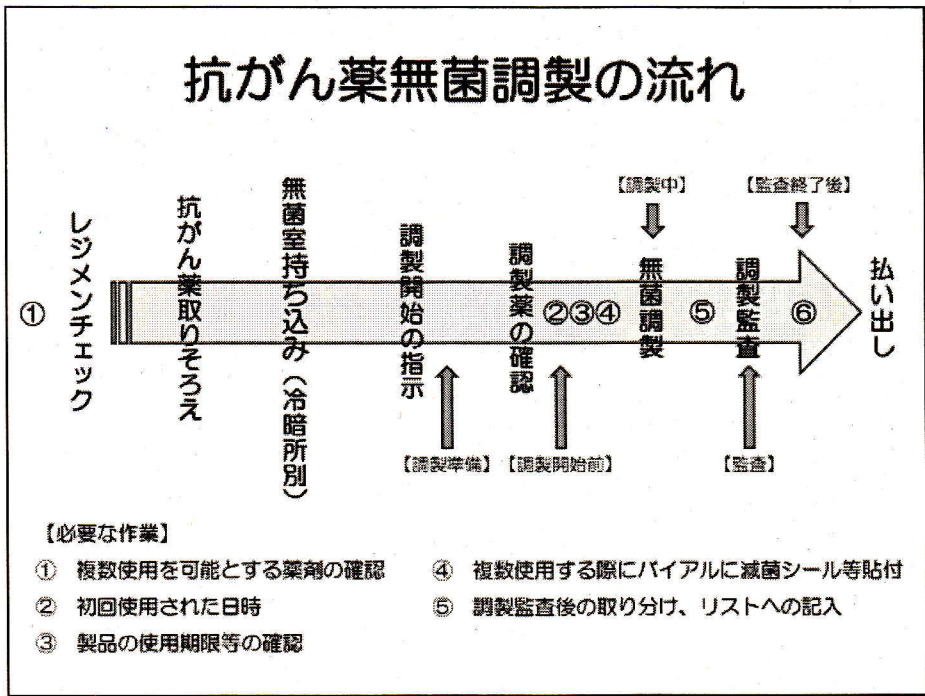 抗がん薬無菌調製の流れ
①
レジメンチェック
抗がん薬取りそろえ
無菌室持ち込み（冷暗所別）
調製開始の指示
【調製準備】
調製薬の確認
【調製開始前】
②③④
【調製中】
無菌調製
⑤
調製監査
【監査】
【監査終了後】
⑥
払い出し
【必要な作業】
① 複数使用を可能とする薬剤の確認
② 初回使用された日時
③ 製品の使用期限等の確認
④ 複数使用する際にバイアルに滅菌シール等貼付
⑤ 調製監査後の取り分け、リストへの記入